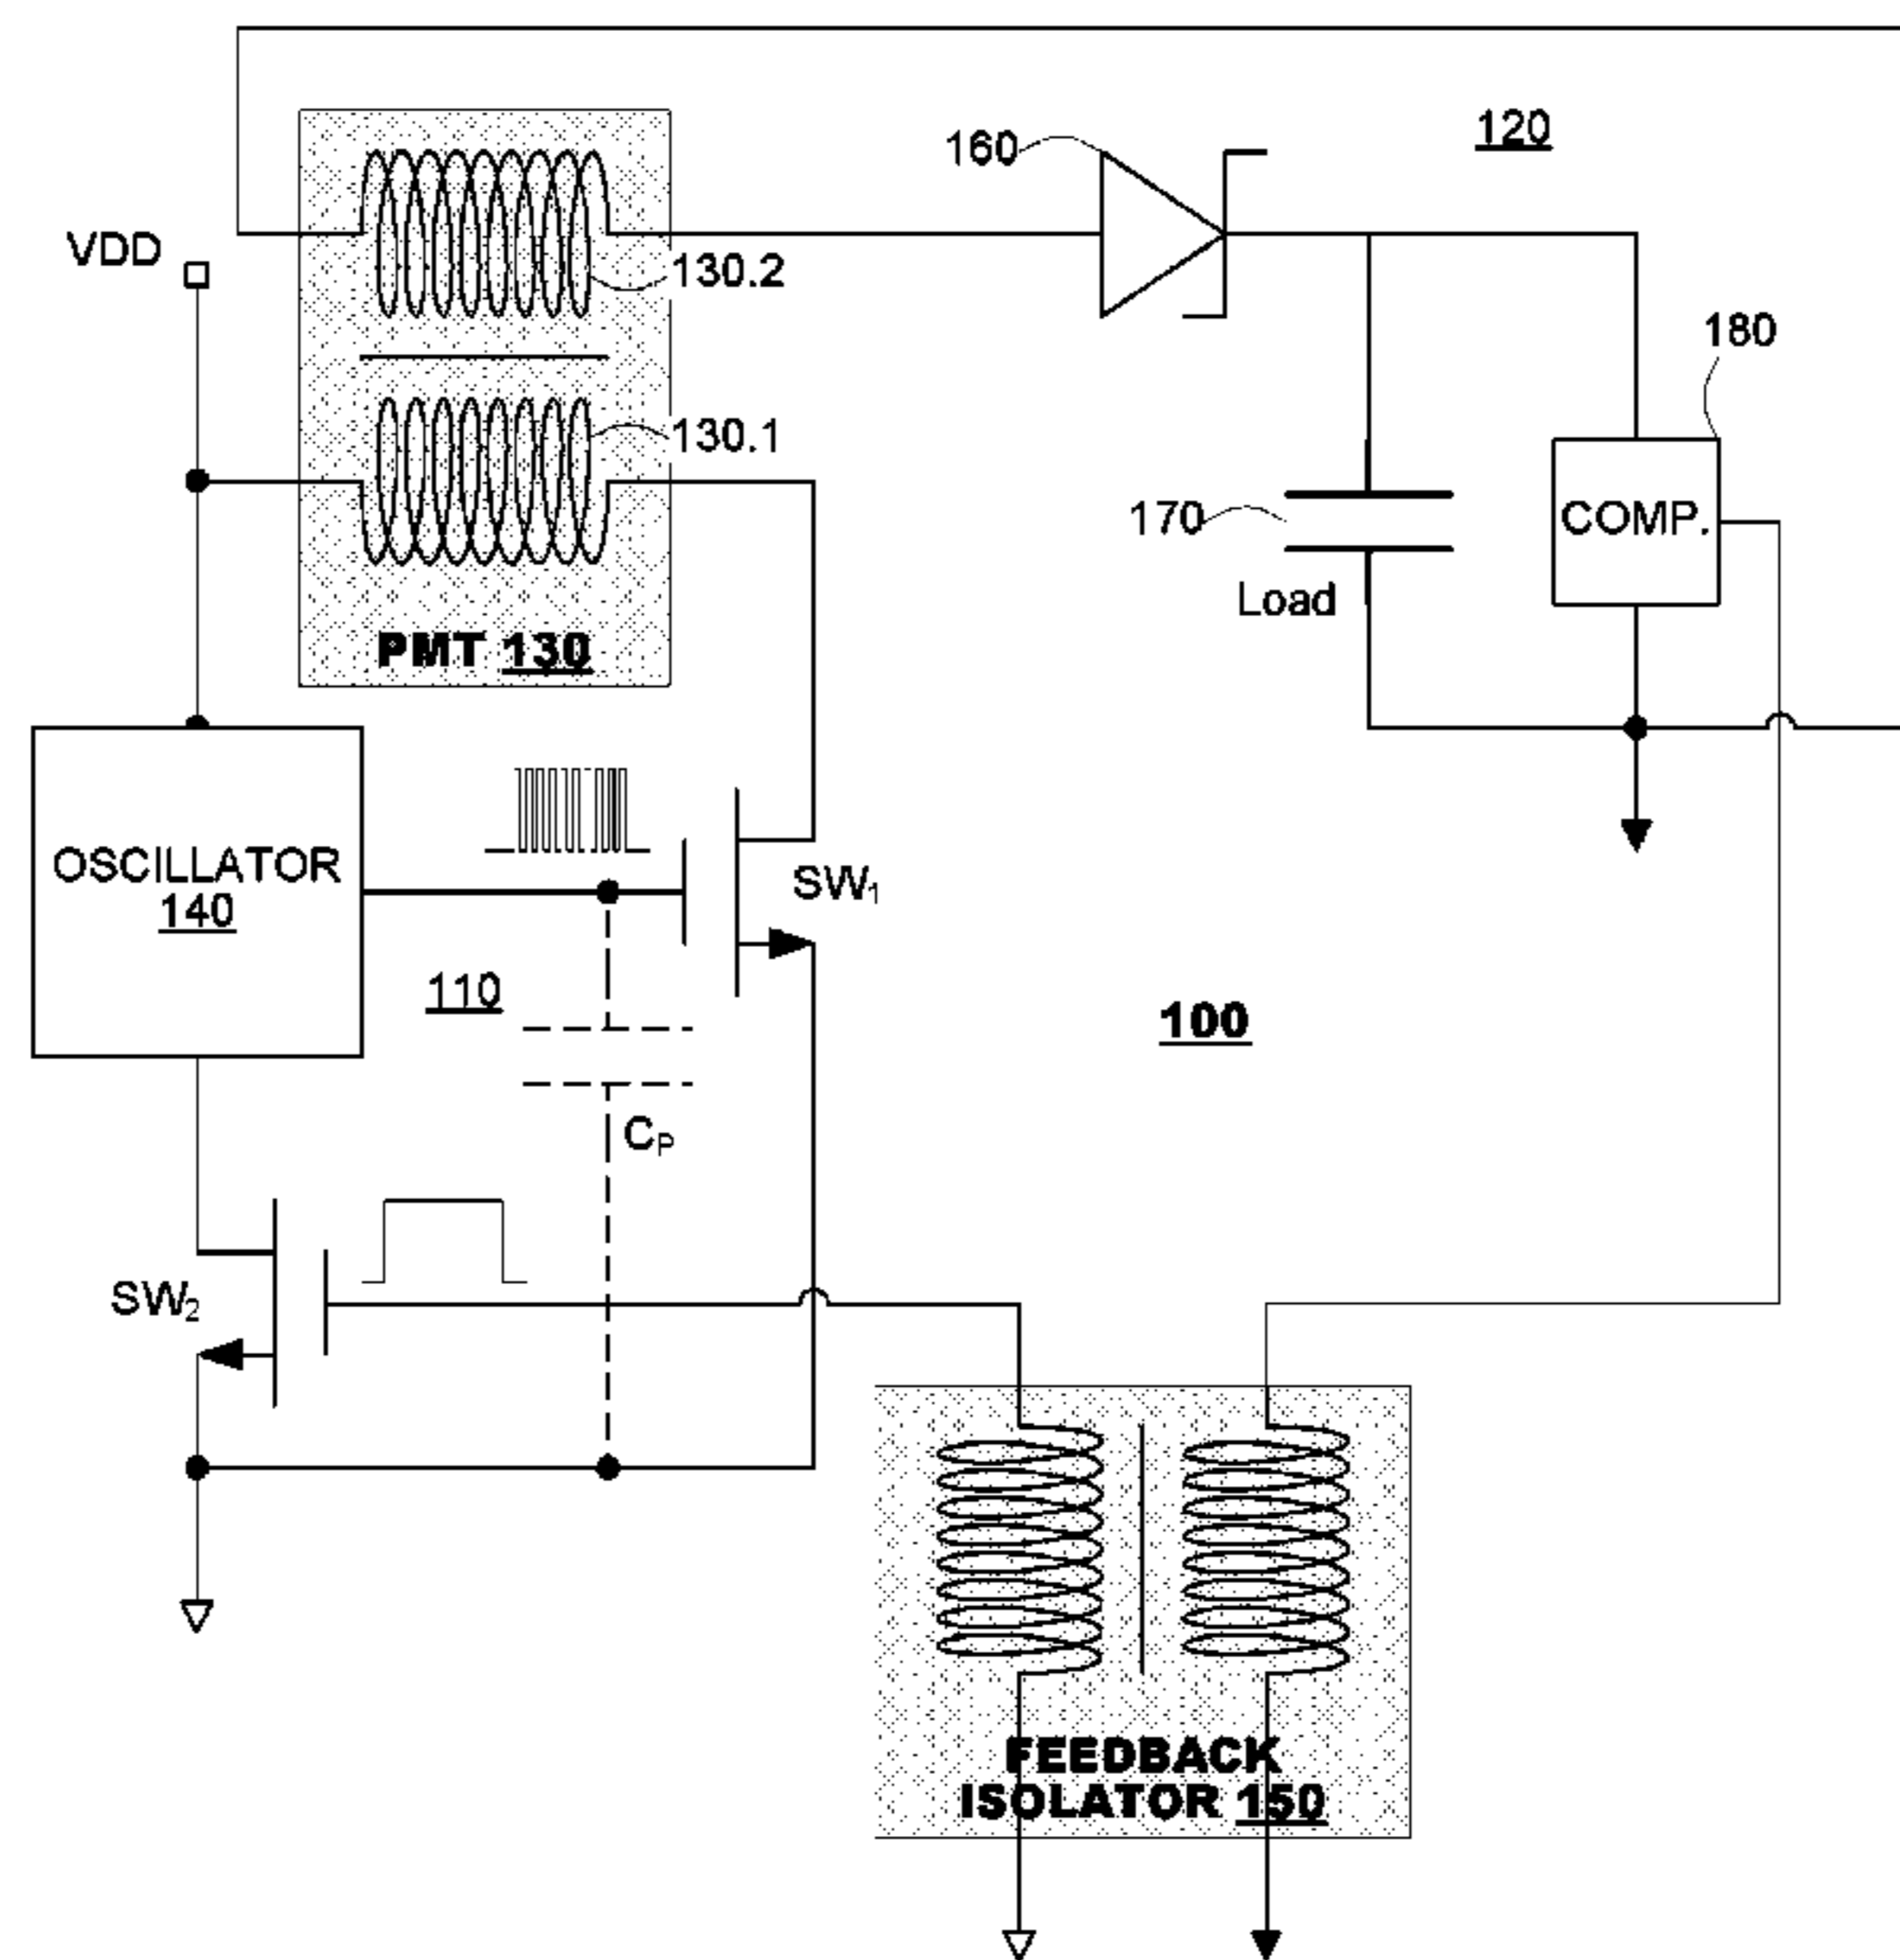 120
160
VDD
130.2
180
130.1
COMP.
170
Load
PMT 130
OSCILLATOR
140
SW₁
110
100
Cₚ
SW₂
FEEDBACK
ISOLATOR 150